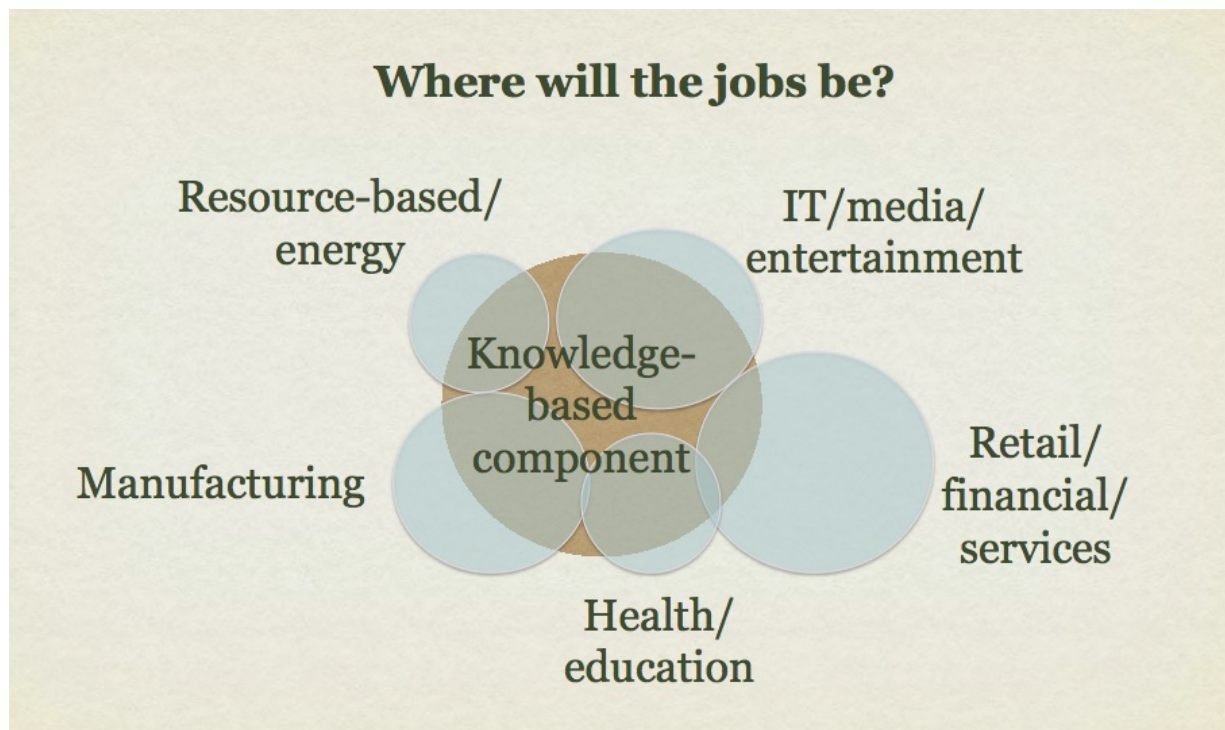 Where will the jobs be?
Resource-based/
energy
IT/media/
entertainment
Knowledge-
based
component
Manufacturing
Retail/
financial/
services
Health/
education